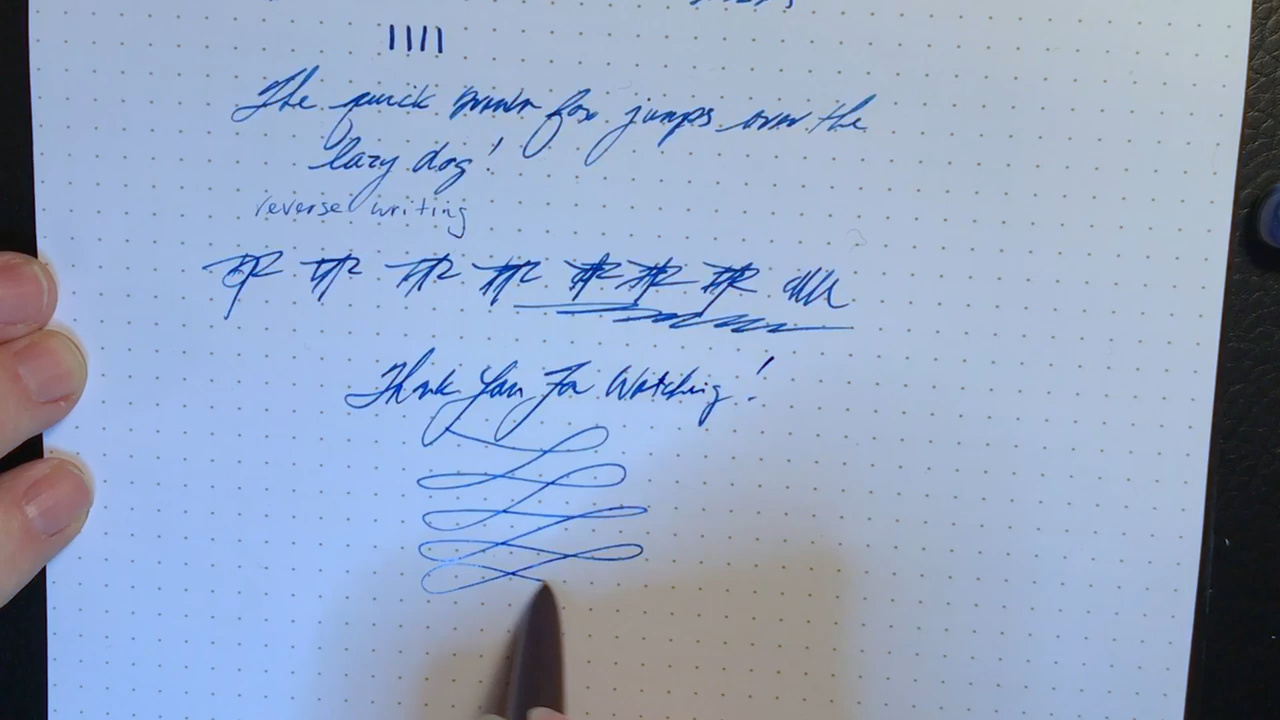 The quick brown fox jumps over the
lazy dog!
reverse writing
Thank You For Watching!